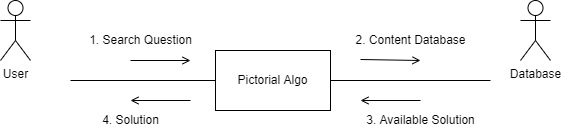 1. Search Question
2. Content Database
User
Pictorial Algo
Database
4. Solution
3. Available Solution